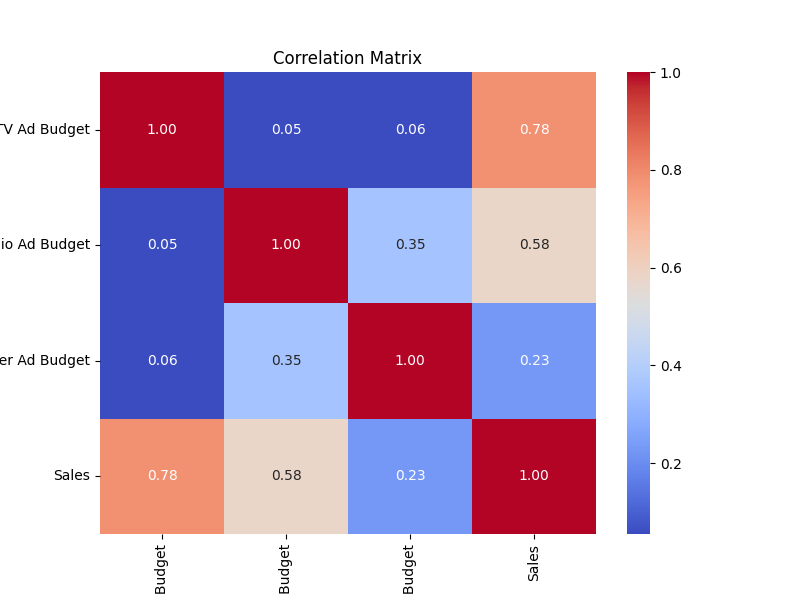 Correlation Matrix
TV Ad Budget 1.00 0.05 0.06 0.78
io Ad Budget 0.05 1.00 0.35 0.58
er Ad Budget 0.06 0.35 1.00 0.23
Sales 0.78 0.58 0.23 1.00
Budget Budget Budget Sales
1.0
0.8
0.6
0.4
0.2